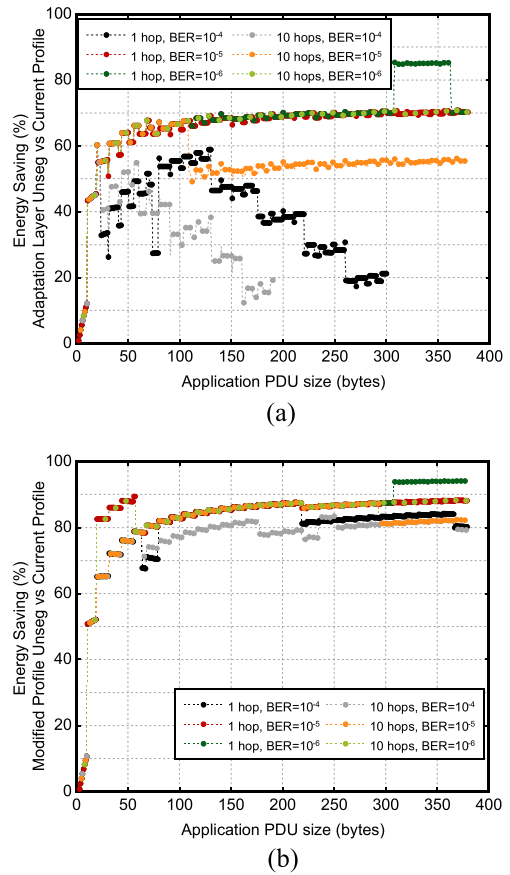 (a)
100
80
60
40
20
0
Energy Saving (%)
Adaptation Layer Unseg vs Current Profile
1 hop, BER=10-4
10 hops, BER=10-4
1 hop, BER=10-5
10 hops, BER=10-5
1 hop, BER=10-6
10 hops, BER=10-6
0 50 100 150 200 250 300 350 400
Application PDU size (bytes)
100
80
60
40
20
0
Energy Saving (%)
Modified Profile Unseg vs Current Profile
1 hop, BER=10-4
10 hops, BER=10-4
1 hop, BER=10-5
10 hops, BER=10-5
1 hop, BER=10-6
10 hops, BER=10-6
0 50 100 150 200 250 300 350 400
Application PDU size (bytes)
(b)